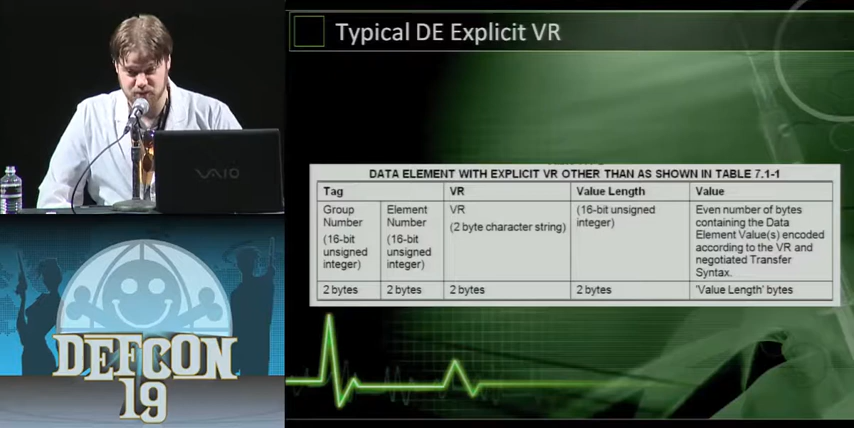 Typical DE Explicit VR
DATA ELEMENT WITH EXPLICIT VR OTHER THAN AS SHOWN IN TABLE 7.1-1
Tag VR Value Length Value
Group Number (16-bit unsigned integer)
Element Number (16-bit unsigned integer)
VR (2 byte character string)
(16-bit unsigned integer)
Even number of bytes containing the Data Element Value(s) encoded according to the VR and negotiated Transfer Syntax.
2 bytes 2 bytes 2 bytes 2 bytes 'Value Length' bytes
VAIO
DEFCON
19